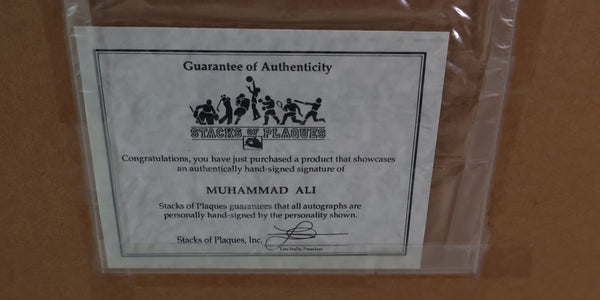 Guarantee of Authenticity
STACKS OF PLAQUES
Congratulations, you have just purchased a product that showcases
an authentically hand-signed signature of
MUHAMMAD ALI
Stacks of Plaques guarantees that all autographs are
personally hand-signed by the personality shown.
Stacks of Plaques, Inc.
President